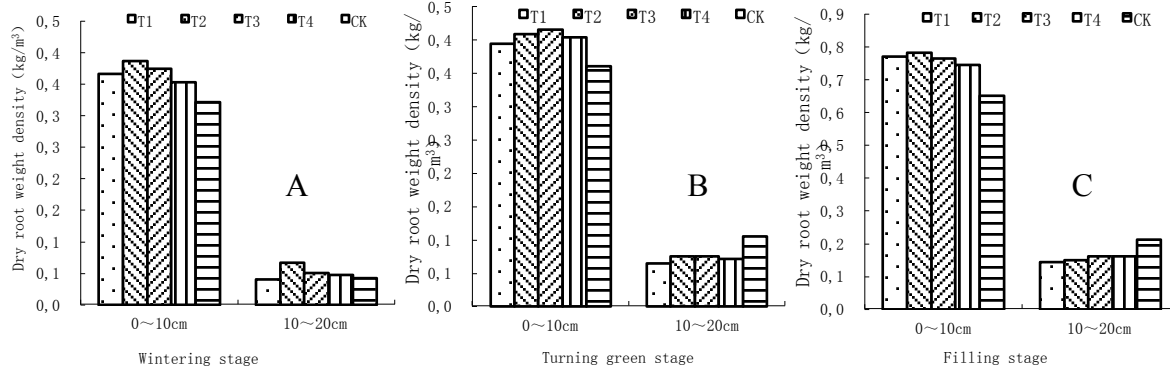 T1 T2 T3 T4 CK
Dry root weight density (kg/m³)
0,5
0,4
0,4
0,3
0,3
0,2
0,2
0,1
0,1
0,0
A
0～10cm 10～20cm
Wintering stage
T1 T2 T3 T4 CK
Dry root weight density (kg/
m³)
0,5
0,4
0,4
0,3
0,3
0,2
0,2
0,1
0,1
0,0
B
0～10cm 10～20cm
Turning green stage
T1 T2 T3 T4 CK
Dry root weight density (kg/
m³)
0,9
0,8
0,7
0,6
0,5
0,4
0,3
0,2
0,1
0,0
C
0～10cm 10～20cm
Filling stage